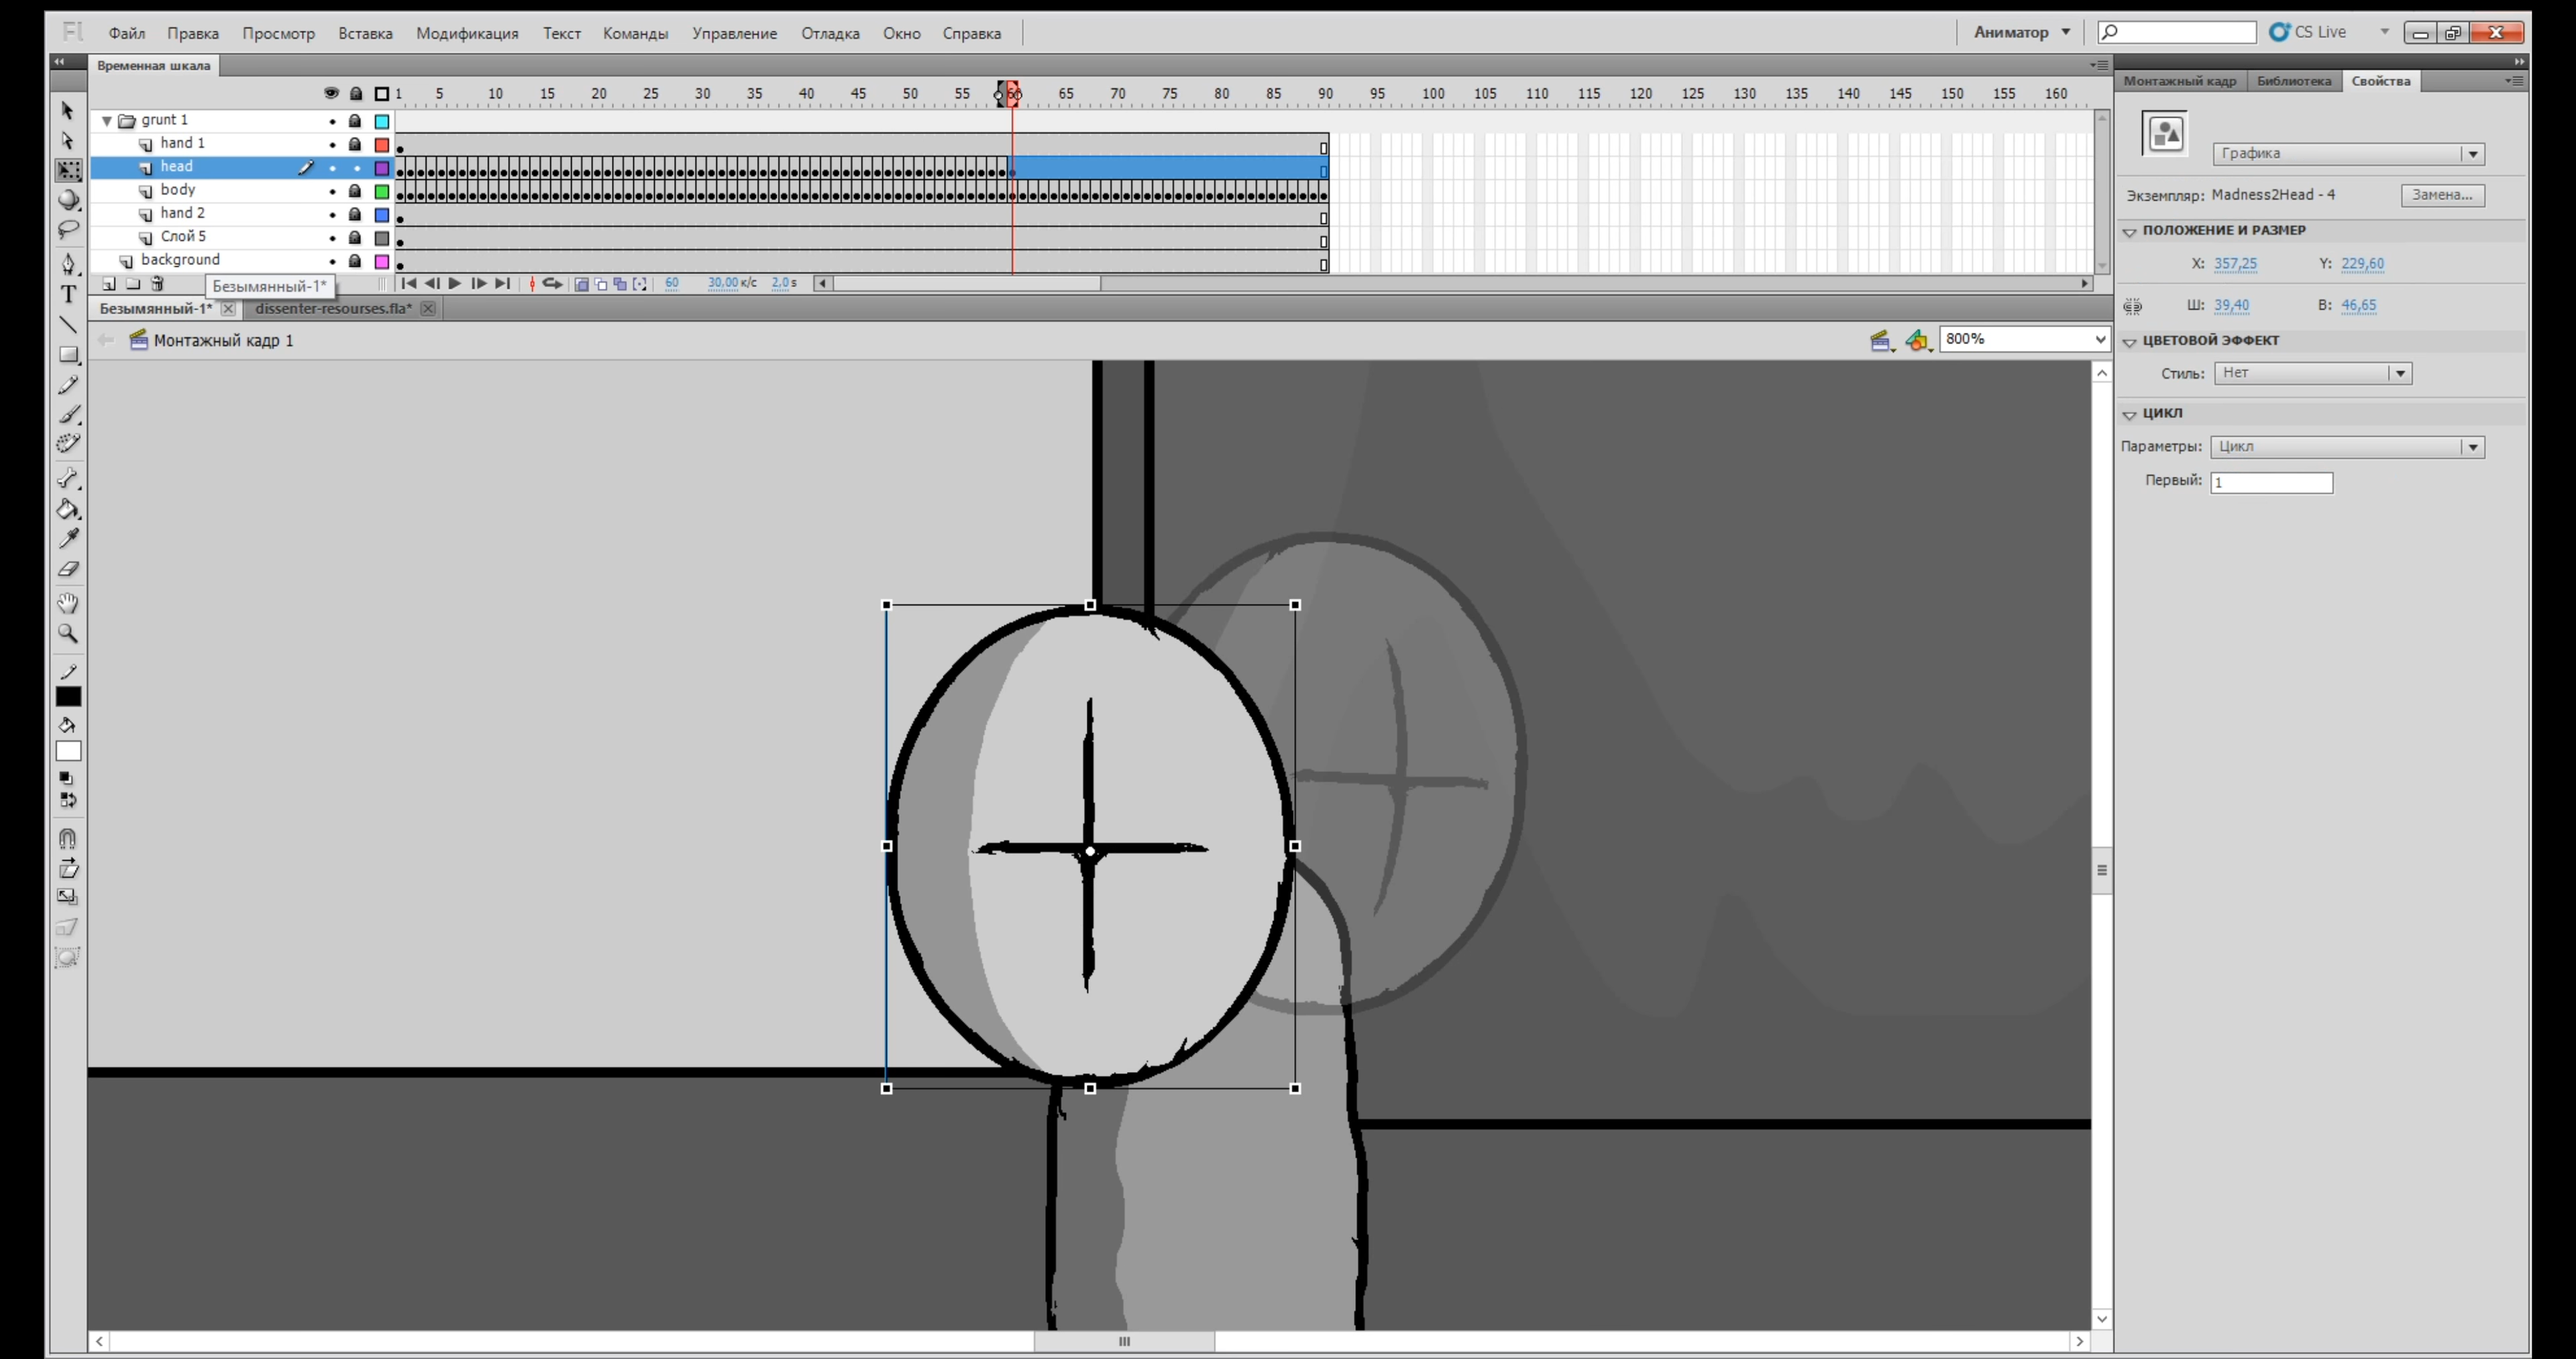 Fl Файл Правка Просмотр Вставка Модификация Текст Команды Управление Отладка Окно Справка Аниматор CS Live
Временная шкала
Монтажный кадр Библиотека Свойства
1 5 10 15 20 25 30 35 40 45 50 55 60 65 70 75 80 85 90 95 100 105 110 115 120 125 130 135 140 145 150 155 160
grunt 1
hand 1
head
body
hand 2
Слой 5
background
Безымянный-1*
60 30,00 к/с 2,0 s
Безымянный-1* dissenter-resourses.fla*
Монтажный кадр 1 800%
T
Графика
Экземпляр: Madness2Head - 4 Замена...
ПОЛОЖЕНИЕ И РАЗМЕР
X: 357,25 Y: 229,60
Ш: 39,40 В: 46,65
ЦВЕТОВОЙ ЭФФЕКТ
Стиль: Нет
ЦИКЛ
Параметры: Цикл
Первый: 1